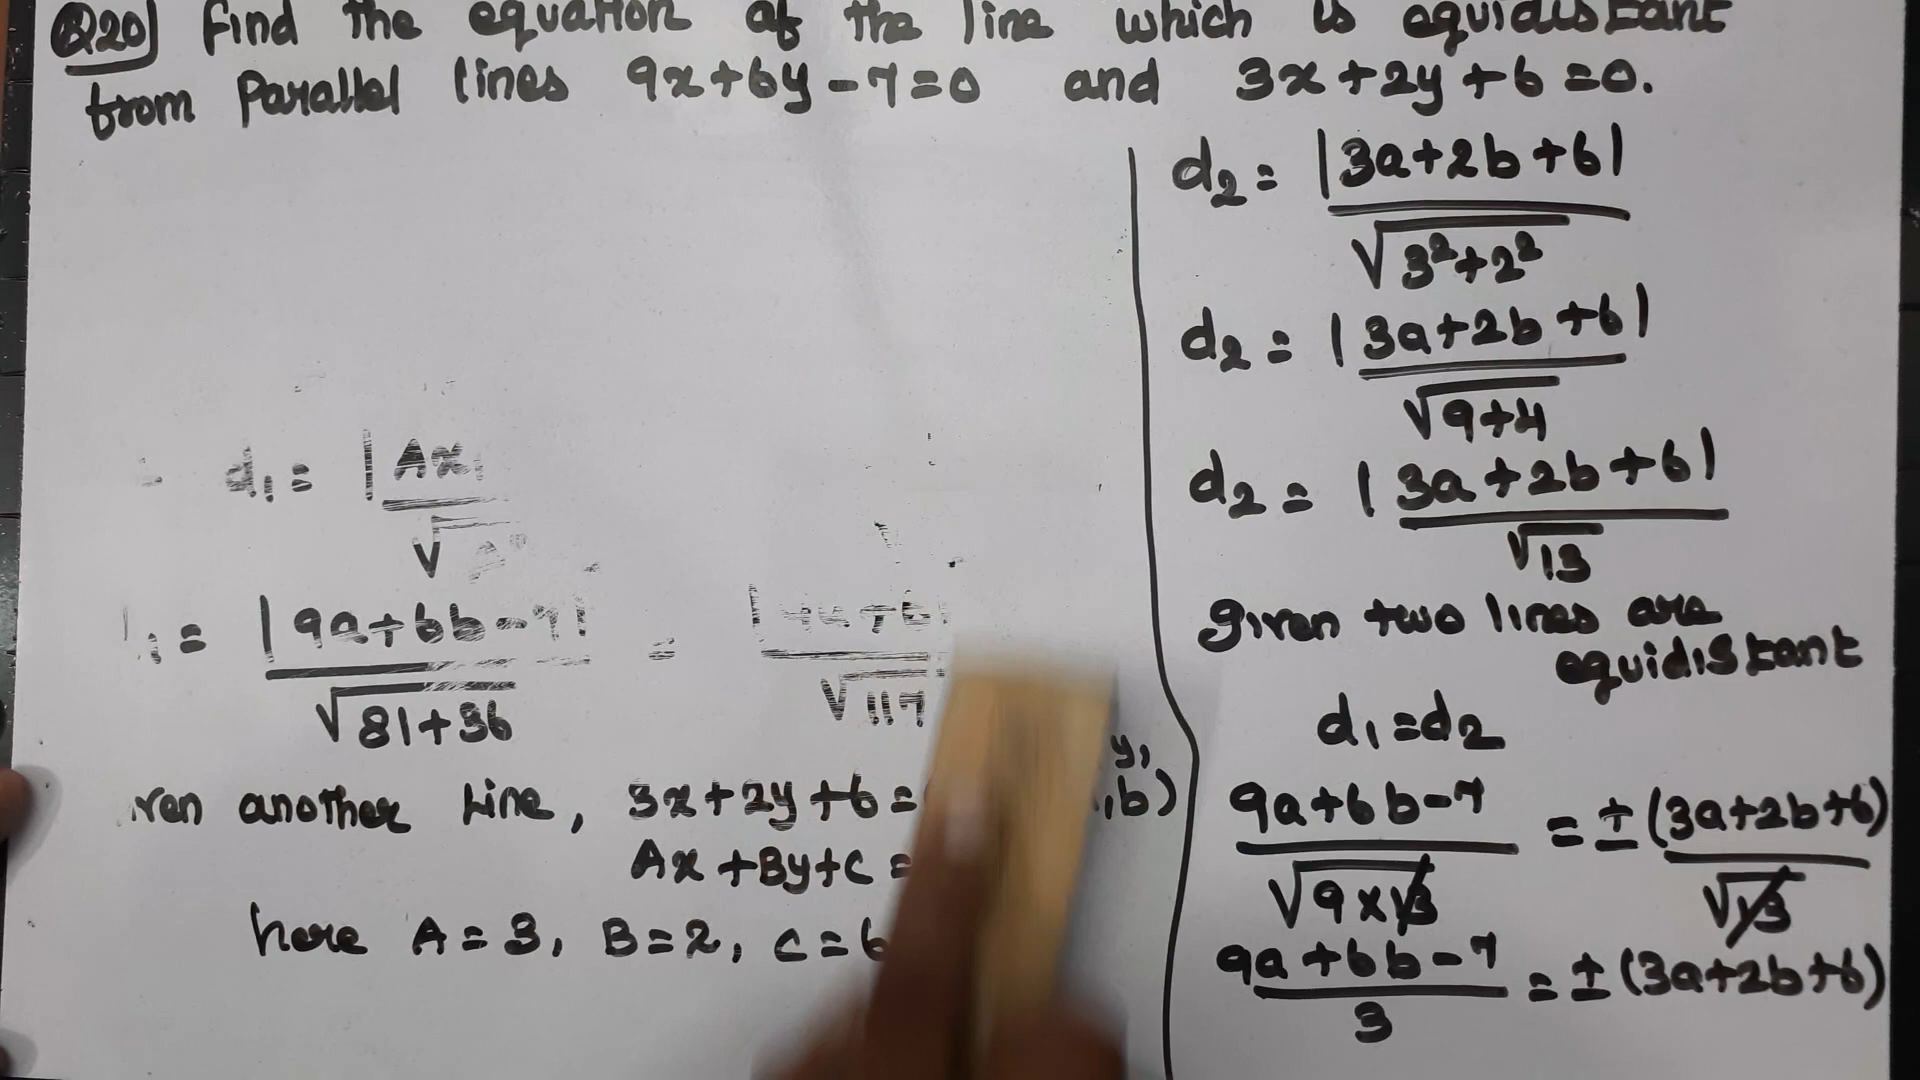 Q20) Find the equation of the line which is equidistant
from Parallel lines 9x+6y-7=0 and 3x+2y+6=0.
d₁ = |Ax₁
√
= |9a+6b-7| / √81+36 = / √117
another Line, 3x+2y+6=
y₁
,b)
Ax+By+C=
here A=3, B=2, C=6
d₂ = |3a+2b+6| / √3²+2²
d₂ = |3a+2b+6| / √9+4
d₂ = |3a+2b+6| / √13
given two lines are
equidistant
d₁=d₂
9a+6b-7 / √9×13 = ±(3a+2b+6) / √13
9a+6b-7 / 3 = ±(3a+2b+6)